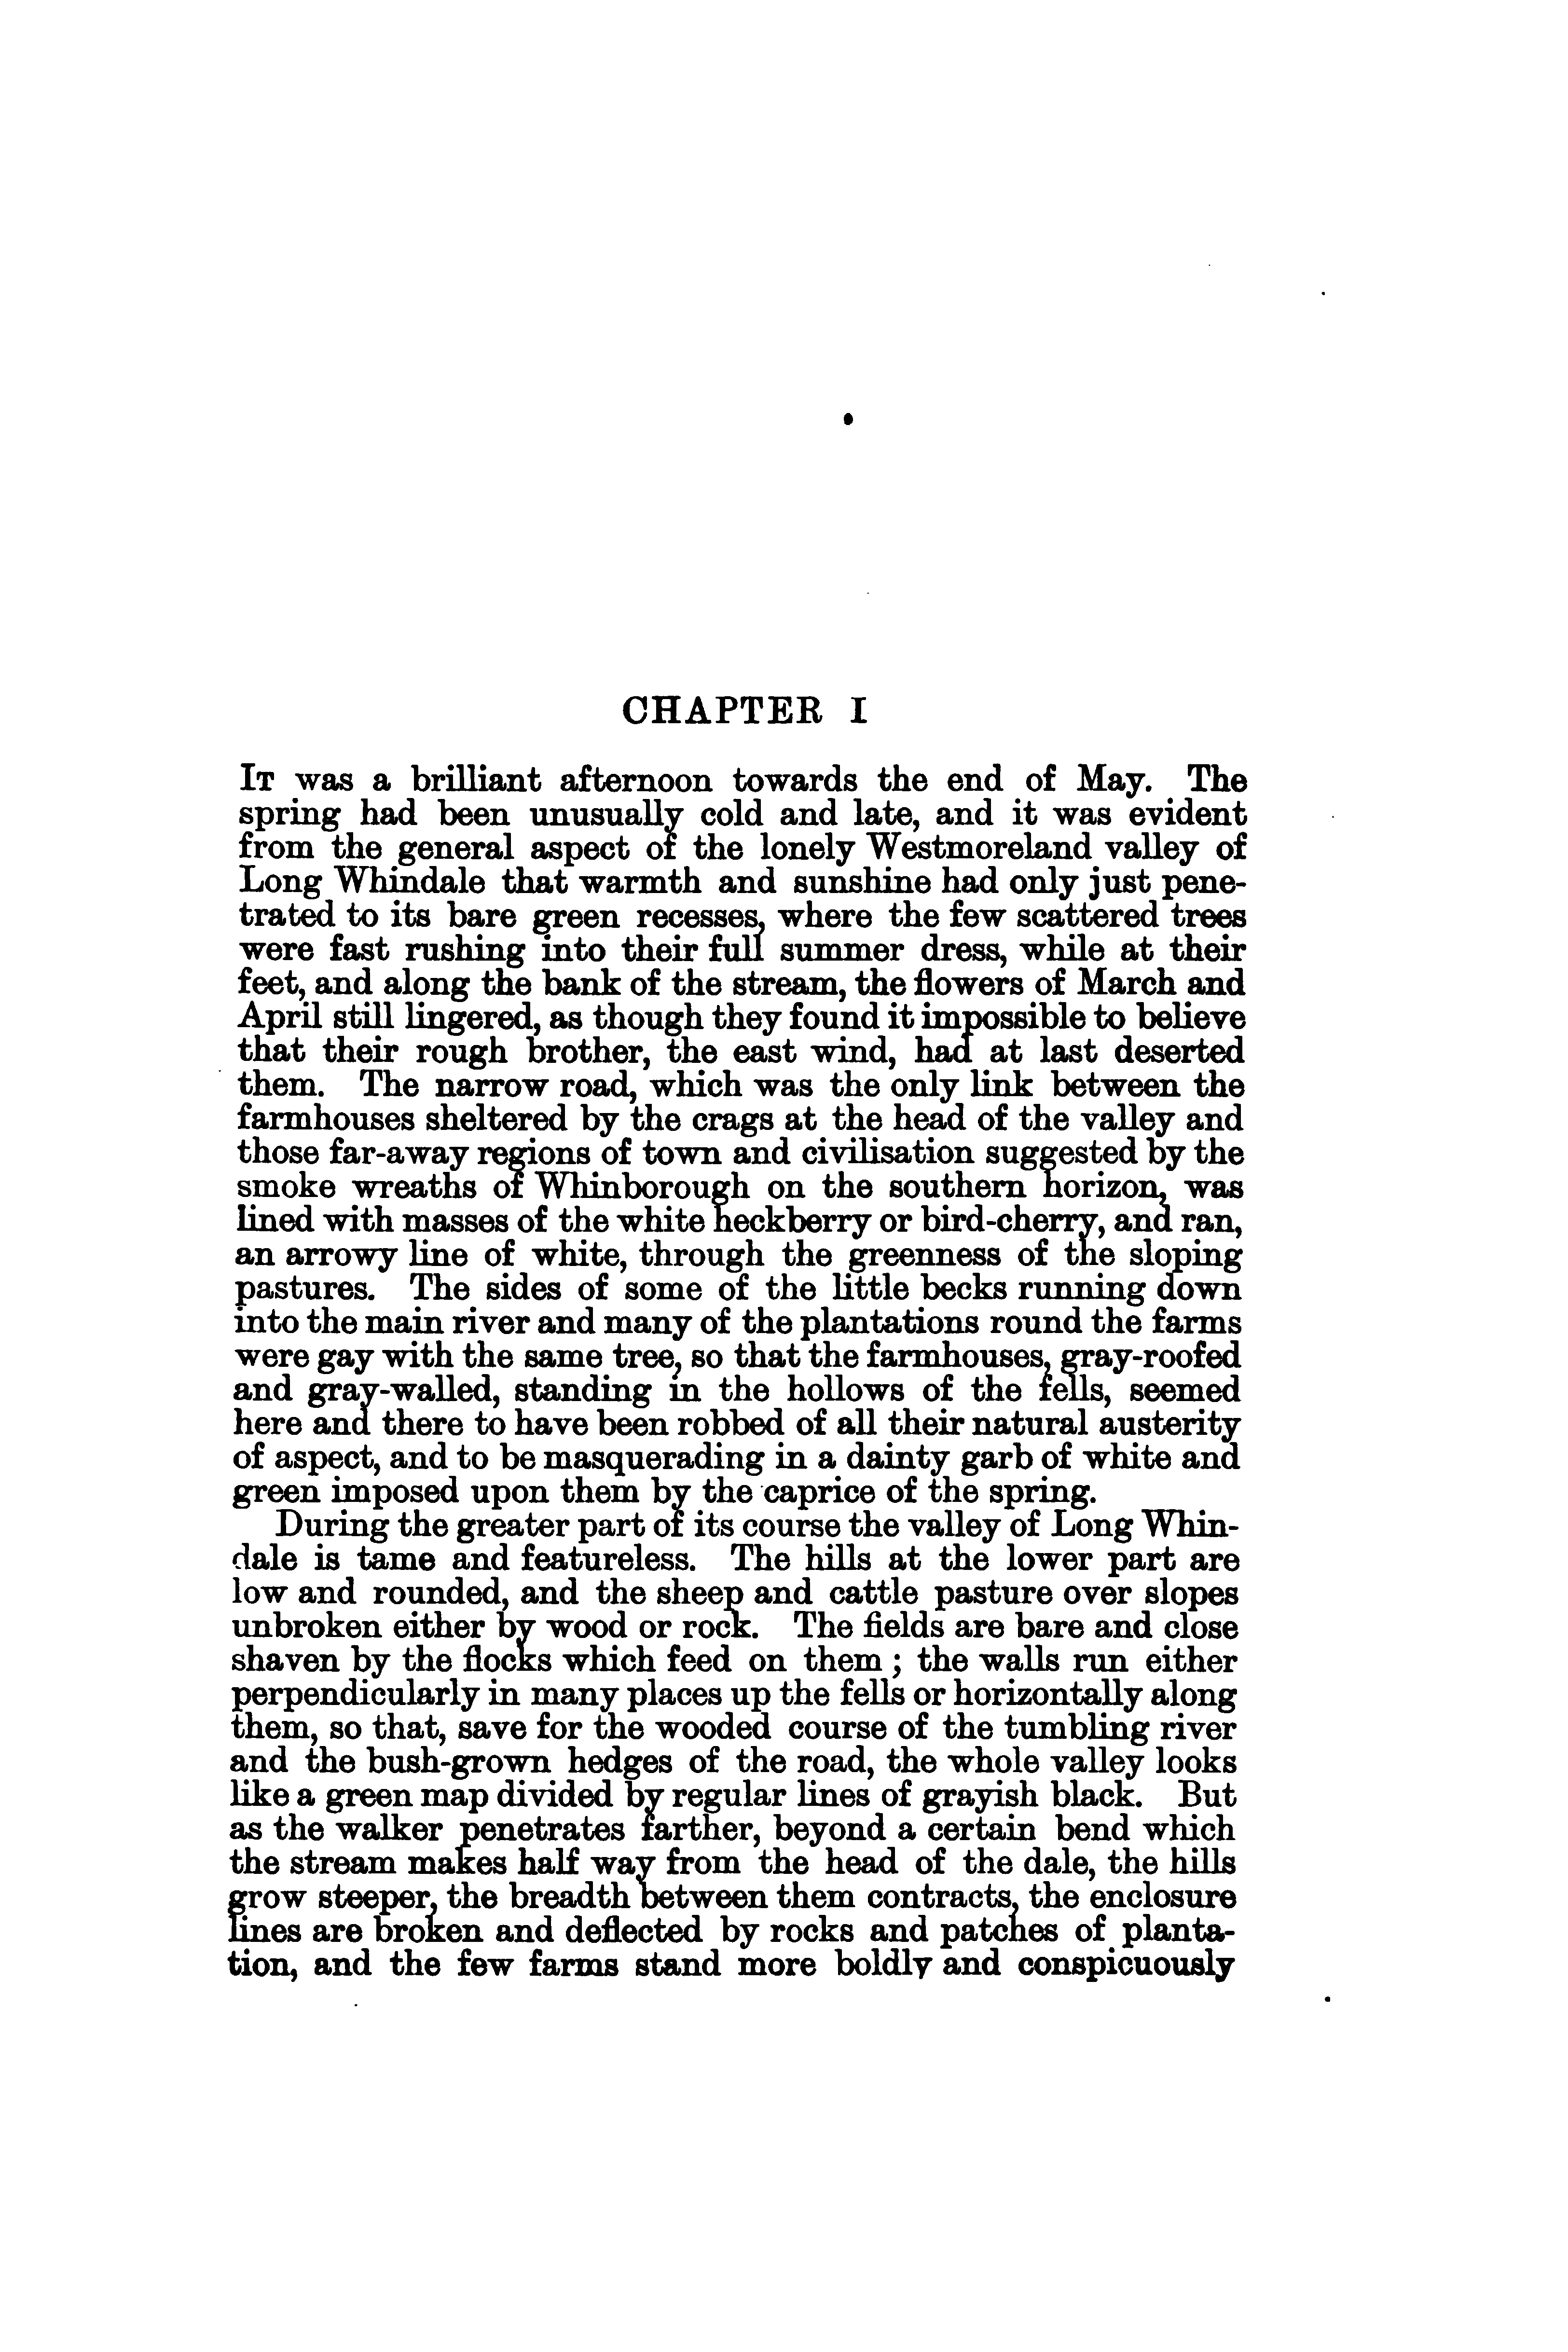 CHAPTER I
IT was a brilliant afternoon towards the end of May. The
spring had been unusually cold and late, and it was evident
from the general aspect of the lonely Westmoreland valley of
Long Whindale that warmth and sunshine had only just pene-
trated to its bare green recesses, where the few scattered trees
were fast rushing into their full summer dress, while at their
feet, and along the bank of the stream, the flowers of March and
April still lingered, as though they found it impossible to believe
that their rough brother, the east wind, had at last deserted
them. The narrow road, which was the only link between the
farmhouses sheltered by the crags at the head of the valley and
those far-away regions of town and civilisation suggested by the
smoke wreaths of Whinborough on the southern horizon, was
lined with masses of the white heckberry or bird-cherry, and ran,
an arrowy line of white, through the greenness of the sloping
pastures. The sides of some of the little becks running down
into the main river and many of the plantations round the farms
were gay with the same tree, so that the farmhouses, gray-roofed
and gray-walled, standing in the hollows of the fells, seemed
here and there to have been robbed of all their natural austerity
of aspect, and to be masquerading in a dainty garb of white and
green imposed upon them by the caprice of the spring.
During the greater part of its course the valley of Long Whin-
dale is tame and featureless. The hills at the lower part are
low and rounded, and the sheep and cattle pasture over slopes
unbroken either by wood or rock. The fields are bare and close
shaven by the flocks which feed on them ; the walls run either
perpendicularly in many places up the fells or horizontally along
them, so that, save for the wooded course of the tumbling river
and the bush-grown hedges of the road, the whole valley looks
like a green map divided by regular lines of grayish black. But
as the walker penetrates farther, beyond a certain bend which
the stream makes half way from the head of the dale, the hills
grow steeper, the breadth between them contracts, the enclosure
lines are broken and deflected by rocks and patches of planta-
tion, and the few farms stand more boldly and conspicuously